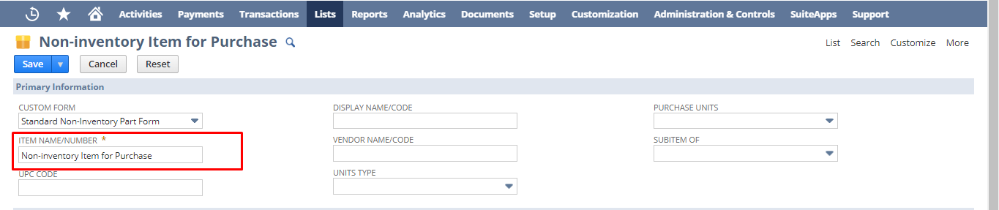 Activities Payments Transactions Lists Reports Analytics Documents Setup Customization Administration & Controls SuiteApps Support
Non-inventory Item for Purchase
List Search Customize More
Save Cancel Reset
Primary Information
CUSTOM FORM DISPLAY NAME/CODE PURCHASE UNITS
Standard Non-Inventory Part Form
ITEM NAME/NUMBER * VENDOR NAME/CODE SUBITEM OF
Non-inventory Item for Purchase
UPC CODE UNITS TYPE